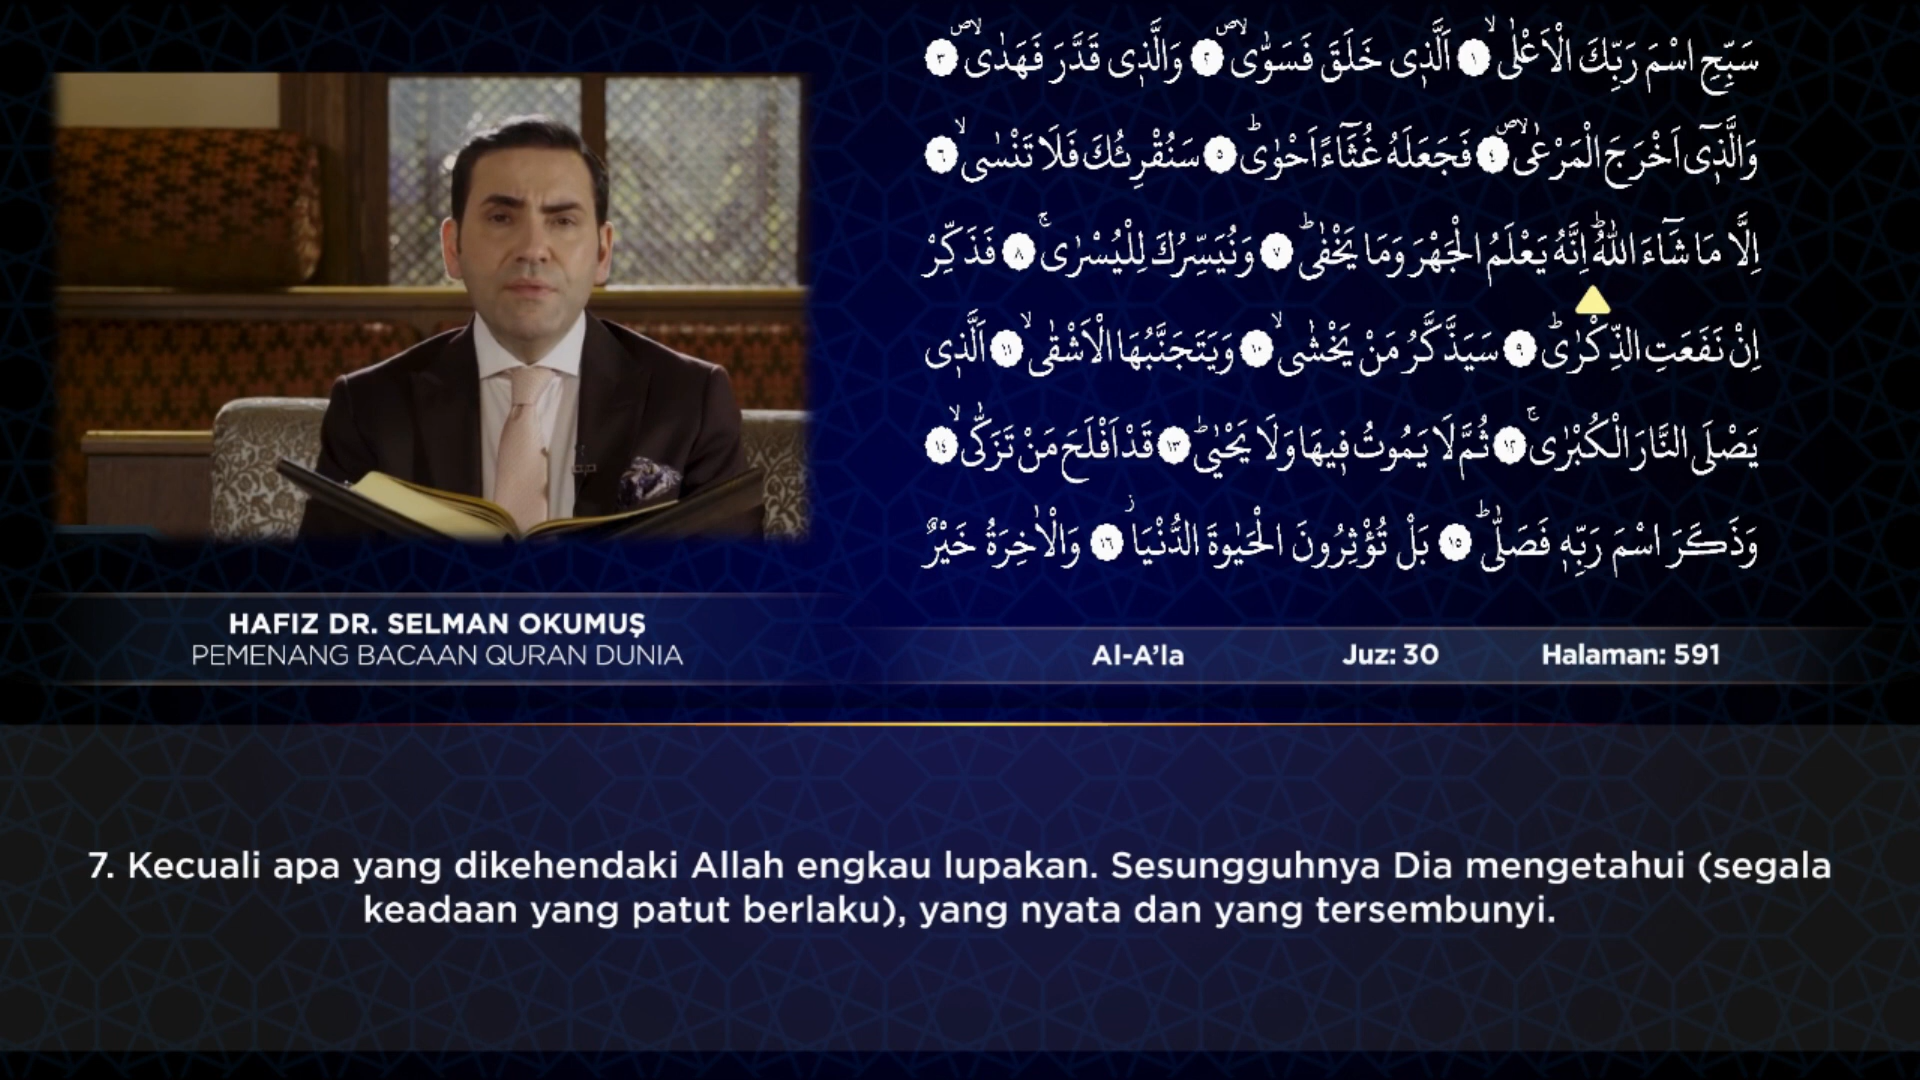 سَبِّحِ اسْمَ رَبِّكَ الْاَعْلٰىۙ ﴿١﴾ اَلَّذ۪ى خَلَقَ فَسَوّٰىۙۖ ﴿٢﴾ وَالَّذ۪ى قَدَّرَ فَهَدٰىۙۖ ﴿٣﴾
وَالَّذ۪ٓى اَخْرَجَ الْمَرْعٰىۙۖ ﴿٤﴾ فَجَعَلَهُ غُثَٓاءً اَحْوٰىؕ ﴿٥﴾ سَنُقْرِئُكَ فَلَا تَنْسٰىۙ ﴿٦﴾
اِلَّا مَا شَٓاءَ اللّٰهُؕ اِنَّهُ يَعْلَمُ الْجَهْرَ وَمَا يَخْفٰىؕ ﴿٧﴾ وَنُيَسِّرُكَ لِلْيُسْرٰىۚ ﴿٨﴾ فَذَكِّرْ
اِنْ نَفَعَتِ الذِّكْرٰىؕ ﴿٩﴾ سَيَذَّكَّرُ مَنْ يَخْشٰىۙ ﴿١٠﴾ وَيَتَجَنَّبُهَا الْاَشْقٰىۙ ﴿١١﴾ اَلَّذ۪ى
يَصْلَى النَّارَ الْكُبْرٰىۚ ﴿١٢﴾ ثُمَّ لَا يَمُوتُ ف۪يهَا وَلَا يَحْيٰىؕ ﴿١٣﴾ قَدْ اَفْلَحَ مَنْ تَزَكّٰىۙ ﴿١٤﴾
وَذَكَرَ اسْمَ رَبِّه۪ فَصَلّٰىؕ ﴿١٥﴾ بَلْ تُؤْثِرُونَ الْحَيٰوةَ الدُّنْيَاؗ ﴿١٦﴾ وَالْاٰخِرَةُ خَيْرٌ
HAFIZ DR. SELMAN OKUMUŞ
PEMENANG BACAAN QURAN DUNIA
Al-A’la Juz: 30 Halaman: 591
7. Kecuali apa yang dikehendaki Allah engkau lupakan. Sesungguhnya Dia mengetahui (segala
keadaan yang patut berlaku), yang nyata dan yang tersembunyi.